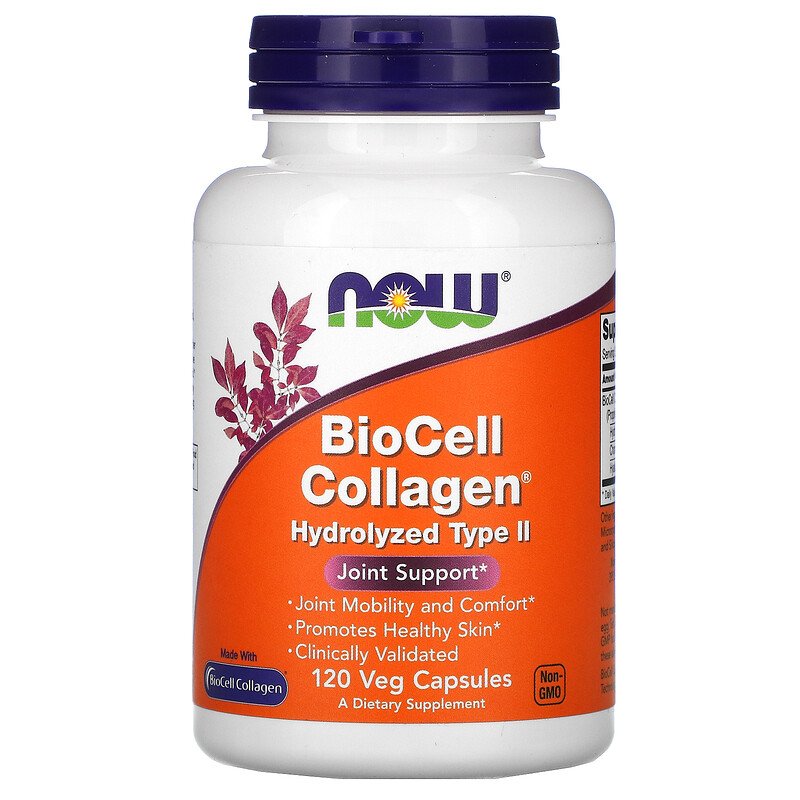 NOW®
BioCell
Collagen®
Hydrolyzed Type II
Joint Support*
•Joint Mobility and Comfort*
•Promotes Healthy Skin*
•Clinically Validated
Made With
BioCell Collagen®
120 Veg Capsules
A Dietary Supplement
Non-
GMO